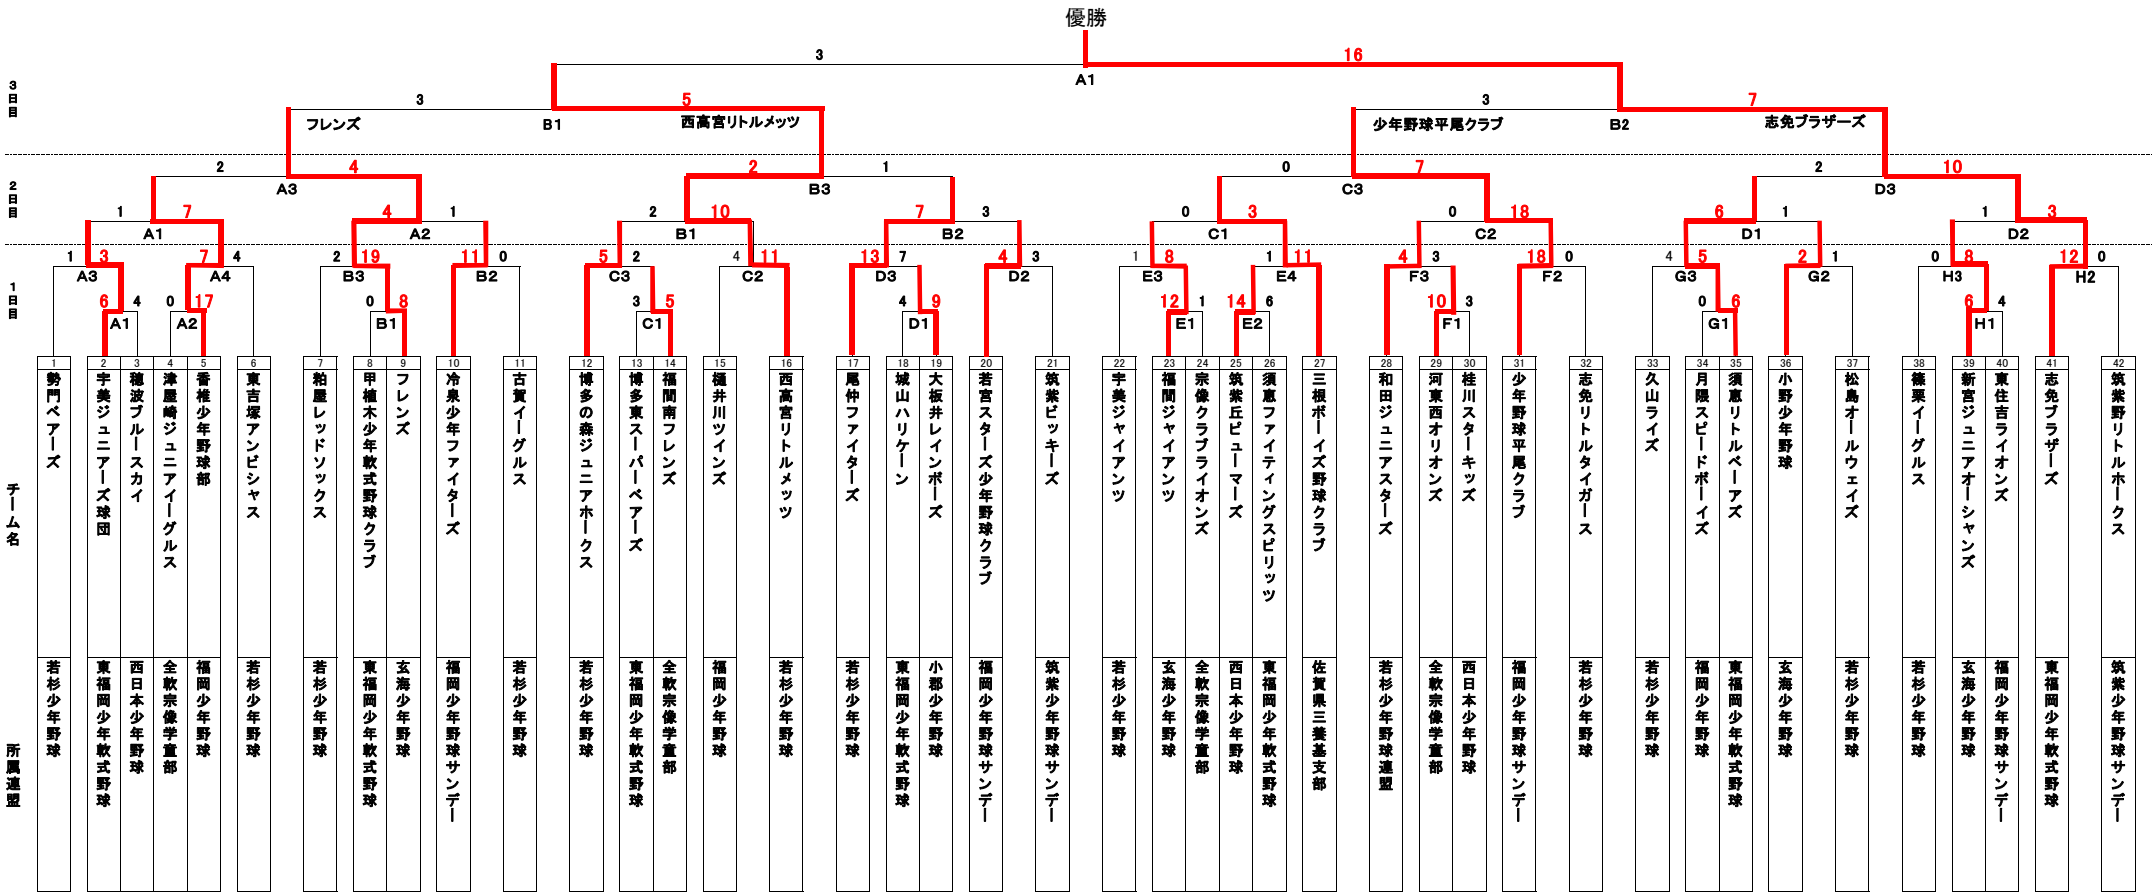 優勝
3 16
A1
3日目
3 5 3 7
フレンズ B1 西高宮リトルメッツ 少年野球平尾クラブ B2 志免ブラザーズ
2 4 2 1 0 7 2 10
2日目
A3 B3 C3 D3
1 7 4 1 2 10 7 3 0 3 0 18 6 1 1 3
A1 A2 B1 B2 C1 C2 D1 D2
1 3 7 4 2 19 11 0 5 2 4 11 13 7 4 3 1 8 1 11 4 3 18 0 4 5 2 1 0 8 12 0
A3 A4 B3 B2 C3 C2 D3 D2 E3 E4 F3 F2 G3 G2 H3 H2
1日目
6 4 0 17 0 8 3 5 4 9 12 1 14 6 10 3 0 6 6 4
A1 A2 B1 C1 D1 E1 E2 F1 G1 H1
1 2 3 4 5 6 7 8 9 10 11 12 13 14 15 16 17 18 19 20 21 22 23 24 25 26 27 28 29 30 31 32 33 34 35 36 37 38 39 40 41 42
チーム名
勢門ベアーズ
宇美ジュニアーズ球団
穂波ブルースカイ
津屋崎ジュニアイーグルス
香椎少年野球部
東吉塚アンビシャス
粕屋レッドソックス
甲植木少年軟式野球クラブ
フレンズ
冷泉少年ファイターズ
古賀イーグルス
博多の森ジュニアホークス
博多東スーパーベアーズ
福間南フレンズ
樋井川ツインズ
西高宮リトルメッツ
尾仲ファイターズ
城山ハリケーン
大板井レインボーズ
若宮スターズ少年野球クラブ
筑紫ビッキーズ
宇美ジャイアンツ
福間ジャイアンツ
宗像クラブライオンズ
筑紫丘ピューマーズ
須恵ファイティングスピリッツ
三根ボーイズ野球クラブ
和田ジュニアスターズ
河東西オリオンズ
桂川スターキッズ
少年野球平尾クラブ
志免リトルタイガース
久山ライズ
月隈スピードボーイズ
須恵リトルベアーズ
小野少年野球
松島オールウェイズ
篠栗イーグルス
新宮ジュニアオーシャンズ
東住吉ライオンズ
志免ブラザーズ
筑紫野リトルホークス
所属連盟
若杉少年野球
東福岡少年軟式野球
西日本少年野球
全軟宗像学童部
福岡少年野球
若杉少年野球
若杉少年野球
東福岡少年軟式野球
玄海少年野球
福岡少年野球サンデー
若杉少年野球
若杉少年野球
東福岡少年軟式野球
全軟宗像学童部
福岡少年野球
若杉少年野球
若杉少年野球
東福岡少年軟式野球
小郡少年野球
福岡少年野球サンデー
筑紫少年野球サンデー
若杉少年野球
玄海少年野球
全軟宗像学童部
西日本少年野球
東福岡少年軟式野球
佐賀県三養基支部
若杉少年野球連盟
全軟宗像学童部
西日本少年野球
福岡少年野球サンデー
若杉少年野球
若杉少年野球
福岡少年野球
東福岡少年軟式野球
玄海少年野球
若杉少年野球
若杉少年野球
玄海少年野球
福岡少年野球サンデー
東福岡少年軟式野球
筑紫少年野球サンデー